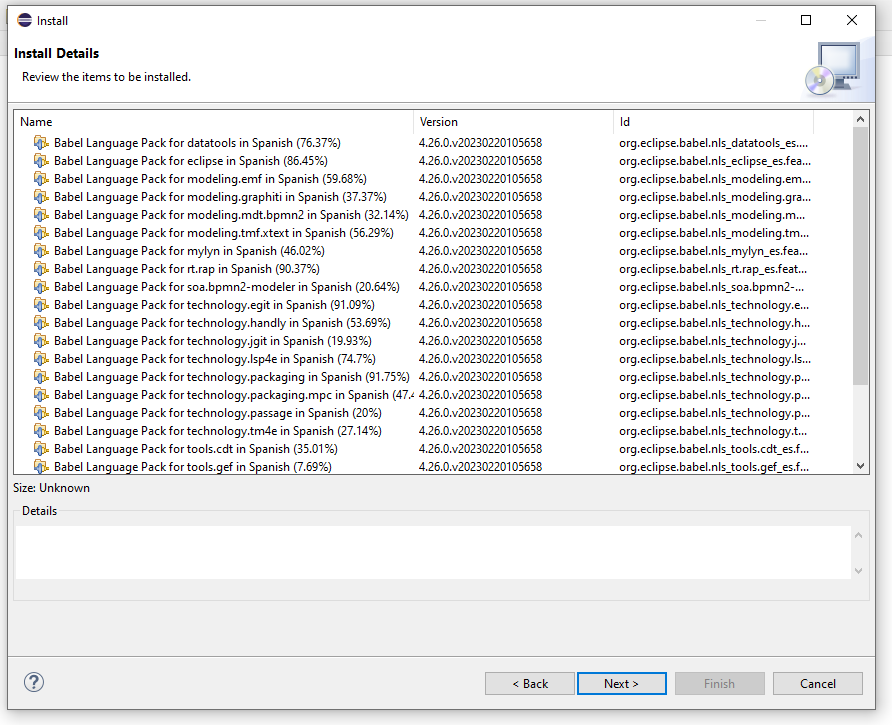 Install
Install Details
Review the items to be installed.
Name Version Id
Babel Language Pack for datatools in Spanish (76.37%) 4.26.0.v20230220105658 org.eclipse.babel.nls_datatools_es....
Babel Language Pack for eclipse in Spanish (86.45%) 4.26.0.v20230220105658 org.eclipse.babel.nls_eclipse_es.fea...
Babel Language Pack for modeling.emf in Spanish (59.68%) 4.26.0.v20230220105658 org.eclipse.babel.nls_modeling.em...
Babel Language Pack for modeling.graphiti in Spanish (37.37%) 4.26.0.v20230220105658 org.eclipse.babel.nls_modeling.gra...
Babel Language Pack for modeling.mdt.bpmn2 in Spanish (32.14%) 4.26.0.v20230220105658 org.eclipse.babel.nls_modeling.m...
Babel Language Pack for modeling.tmf.xtext in Spanish (56.29%) 4.26.0.v20230220105658 org.eclipse.babel.nls_modeling.tm...
Babel Language Pack for mylyn in Spanish (46.02%) 4.26.0.v20230220105658 org.eclipse.babel.nls_mylyn_es.fea...
Babel Language Pack for rt.rap in Spanish (90.37%) 4.26.0.v20230220105658 org.eclipse.babel.nls_rt.rap_es.feat...
Babel Language Pack for soa.bpmn2-modeler in Spanish (20.64%) 4.26.0.v20230220105658 org.eclipse.babel.nls_soa.bpmn2-...
Babel Language Pack for technology.egit in Spanish (91.09%) 4.26.0.v20230220105658 org.eclipse.babel.nls_technology.e...
Babel Language Pack for technology.handly in Spanish (53.69%) 4.26.0.v20230220105658 org.eclipse.babel.nls_technology.h...
Babel Language Pack for technology.jgit in Spanish (19.93%) 4.26.0.v20230220105658 org.eclipse.babel.nls_technology.j...
Babel Language Pack for technology.lsp4e in Spanish (74.7%) 4.26.0.v20230220105658 org.eclipse.babel.nls_technology.ls...
Babel Language Pack for technology.packaging in Spanish (91.75%) 4.26.0.v20230220105658 org.eclipse.babel.nls_technology.p...
Babel Language Pack for technology.packaging.mpc in Spanish (47.4 4.26.0.v20230220105658 org.eclipse.babel.nls_technology.p...
Babel Language Pack for technology.passage in Spanish (20%) 4.26.0.v20230220105658 org.eclipse.babel.nls_technology.p...
Babel Language Pack for technology.tm4e in Spanish (27.14%) 4.26.0.v20230220105658 org.eclipse.babel.nls_technology.t...
Babel Language Pack for tools.cdt in Spanish (35.01%) 4.26.0.v20230220105658 org.eclipse.babel.nls_tools.cdt_es.f...
Babel Language Pack for tools.gef in Spanish (7.69%) 4.26.0.v20230220105658 org.eclipse.babel.nls_tools.gef_es.f...
Size: Unknown
Details
? < Back Next > Finish Cancel